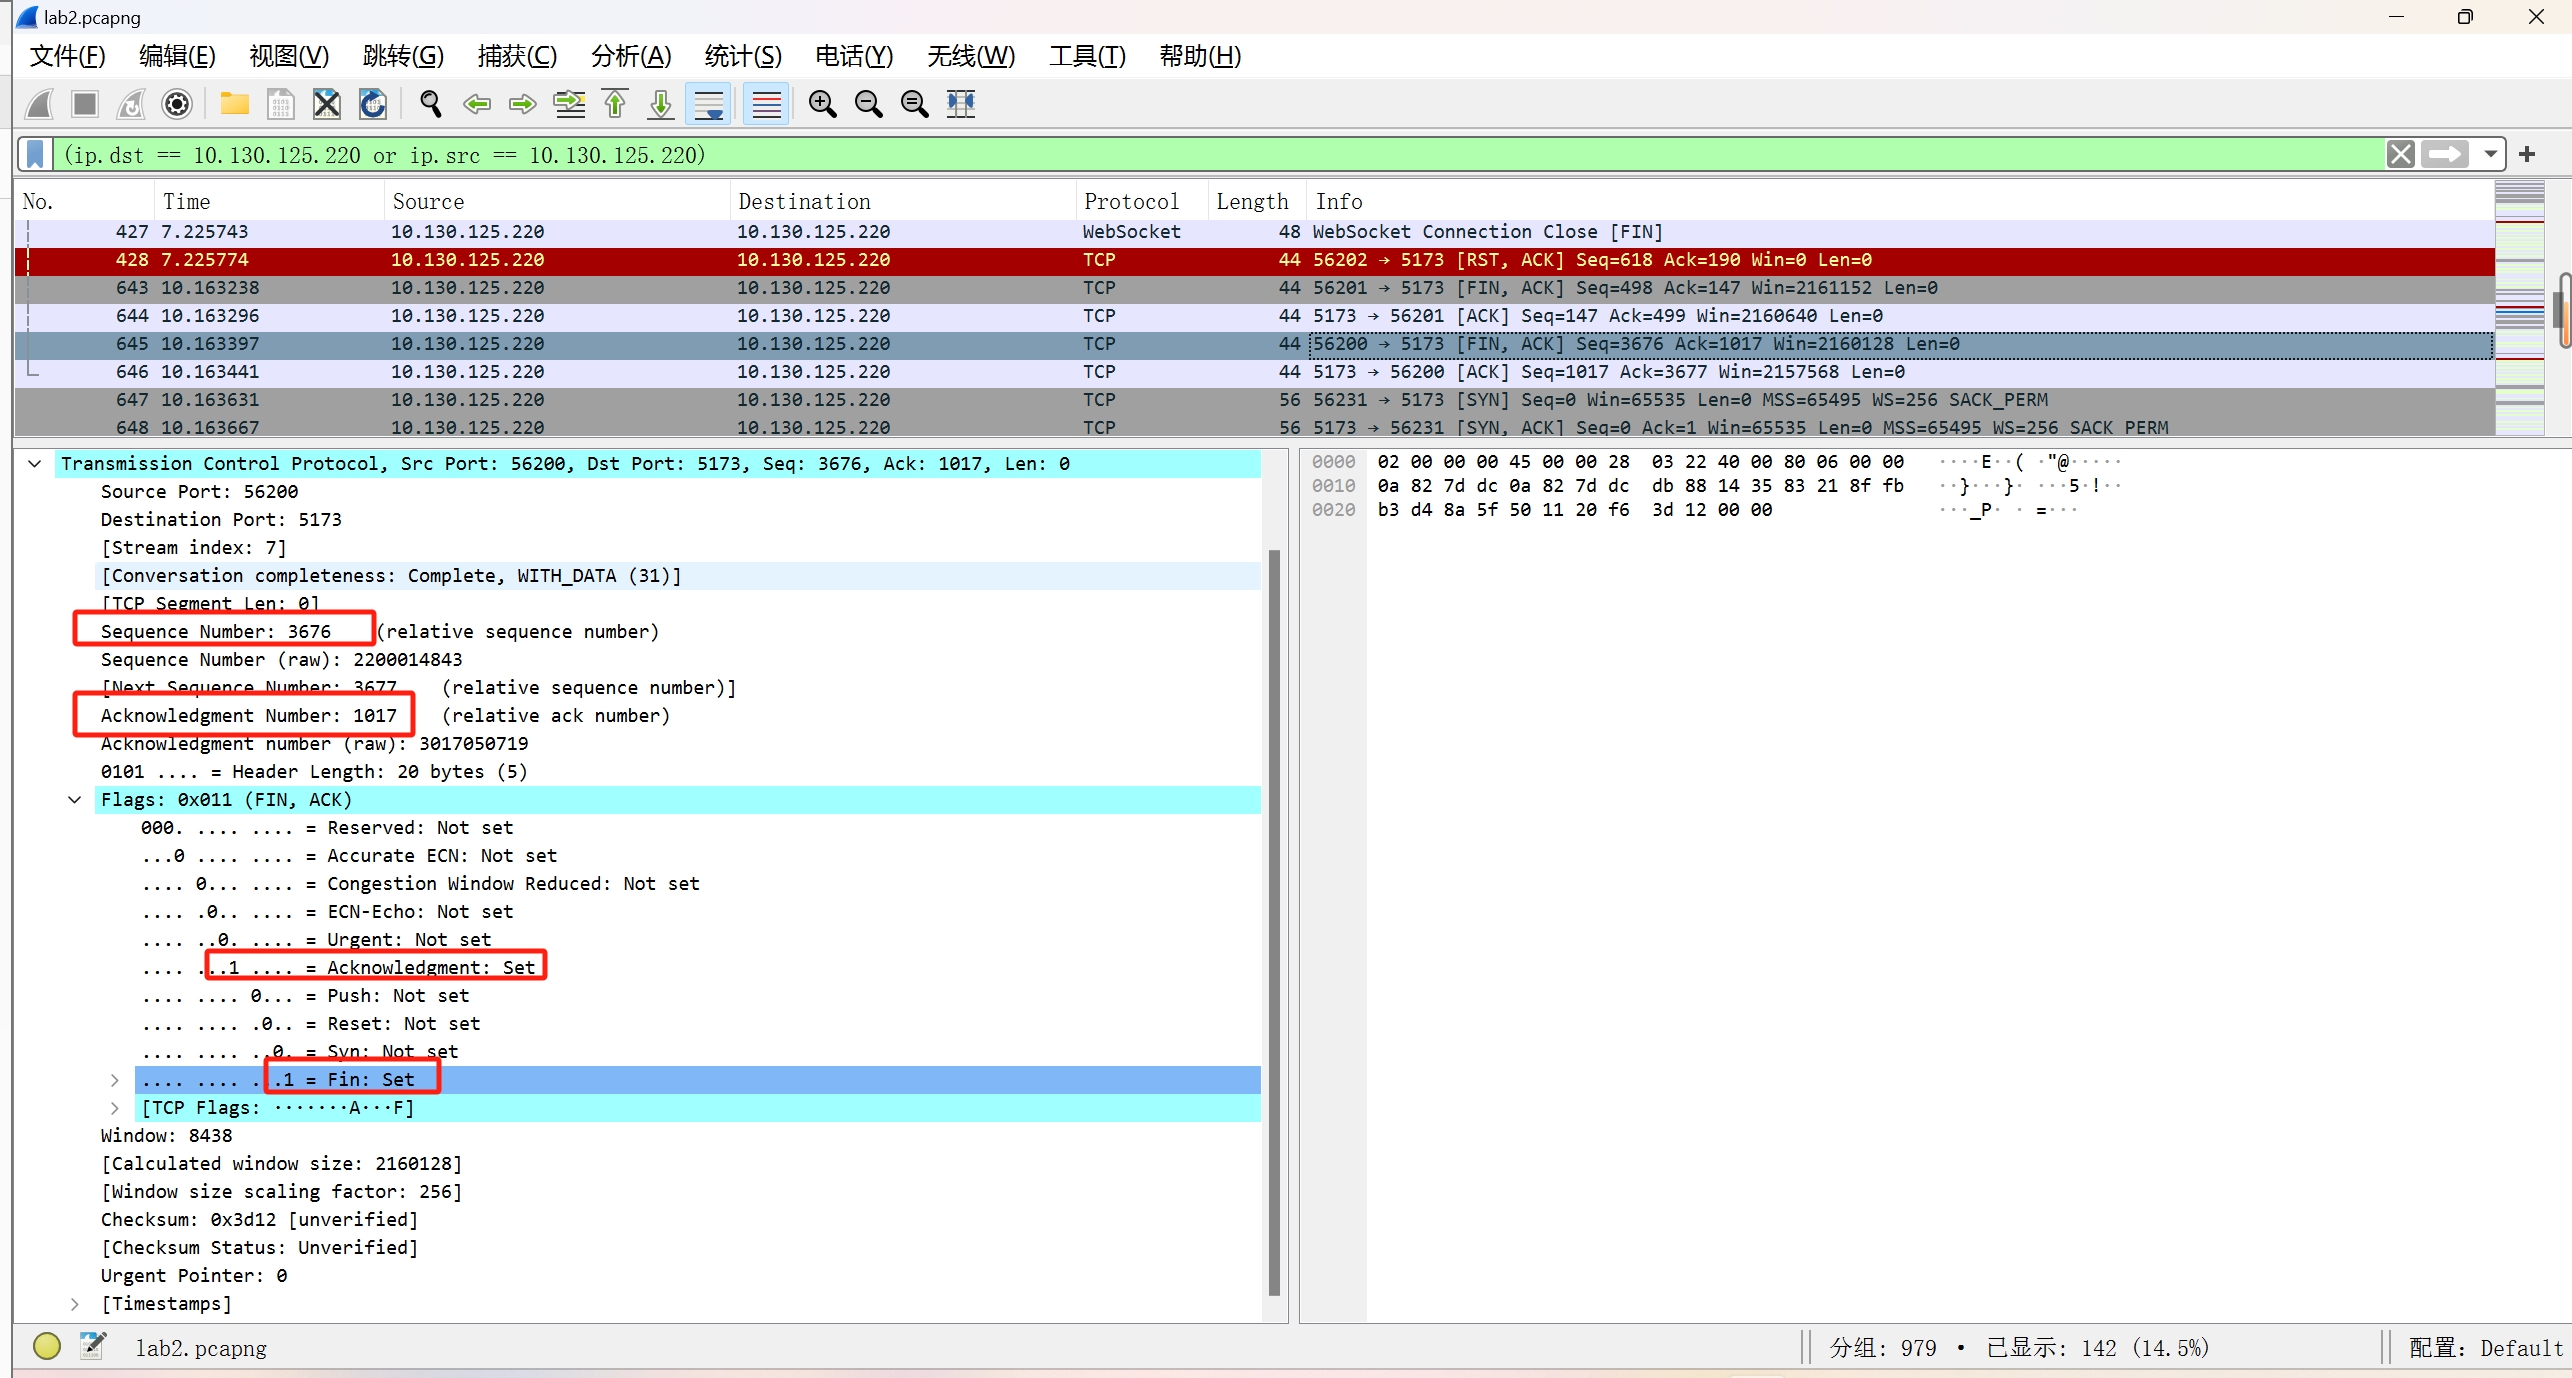 lab2.pcapng
文件(F) 编辑(E) 视图(V) 跳转(G) 捕获(C) 分析(A) 统计(S) 电话(Y) 无线(W) 工具(T) 帮助(H)
(ip.dst == 10.130.125.220 or ip.src == 10.130.125.220)
No. Time Source Destination Protocol Length Info
427 7.225743 10.130.125.220 10.130.125.220 WebSocket 48 WebSocket Connection Close [FIN]
428 7.225774 10.130.125.220 10.130.125.220 TCP 44 56202 → 5173 [RST, ACK] Seq=618 Ack=190 Win=0 Len=0
643 10.163238 10.130.125.220 10.130.125.220 TCP 44 56201 → 5173 [FIN, ACK] Seq=498 Ack=147 Win=2161152 Len=0
644 10.163296 10.130.125.220 10.130.125.220 TCP 44 5173 → 56201 [ACK] Seq=147 Ack=499 Win=2160640 Len=0
645 10.163397 10.130.125.220 10.130.125.220 TCP 44 56200 → 5173 [FIN, ACK] Seq=3676 Ack=1017 Win=2160128 Len=0
646 10.163441 10.130.125.220 10.130.125.220 TCP 44 5173 → 56200 [ACK] Seq=1017 Ack=3677 Win=2157568 Len=0
647 10.163631 10.130.125.220 10.130.125.220 TCP 56 56231 → 5173 [SYN] Seq=0 Win=65535 Len=0 MSS=65495 WS=256 SACK_PERM
648 10.163667 10.130.125.220 10.130.125.220 TCP 56 5173 → 56231 [SYN, ACK] Seq=0 Ack=1 Win=65535 Len=0 MSS=65495 WS=256 SACK_PERM
Transmission Control Protocol, Src Port: 56200, Dst Port: 5173, Seq: 3676, Ack: 1017, Len: 0
Source Port: 56200
Destination Port: 5173
[Stream index: 7]
[Conversation completeness: Complete, WITH_DATA (31)]
[TCP Segment Len: 0]
Sequence Number: 3676 (relative sequence number)
Sequence Number (raw): 2200014843
[Next Sequence Number: 3677 (relative sequence number)]
Acknowledgment Number: 1017 (relative ack number)
Acknowledgment number (raw): 3017050719
0101 .... = Header Length: 20 bytes (5)
Flags: 0x011 (FIN, ACK)
000. .... .... = Reserved: Not set
...0 .... .... = Accurate ECN: Not set
.... 0... .... = Congestion Window Reduced: Not set
.... .0.. .... = ECN-Echo: Not set
.... ..0. .... = Urgent: Not set
.... ...1 .... = Acknowledgment: Set
.... .... 0... = Push: Not set
.... .... .0.. = Reset: Not set
.... .... ..0. = Syn: Not set
.... .... ...1 = Fin: Set
[TCP Flags: ·······A···F]
Window: 8438
[Calculated window size: 2160128]
[Window size scaling factor: 256]
Checksum: 0x3d12 [unverified]
[Checksum Status: Unverified]
Urgent Pointer: 0
[Timestamps]
0000 02 00 00 00 45 00 00 28 03 22 40 00 80 06 00 00 ····E··( ·"@·····
0010 0a 82 7d dc 0a 82 7d dc db 88 14 35 83 21 8f fb ··}···}· ···5·!··
0020 b3 d4 8a 5f 50 11 20 f6 3d 12 00 00 ···_P· · =···
lab2.pcapng
分组: 979 · 已显示: 142 (14.5%)
配置: Default